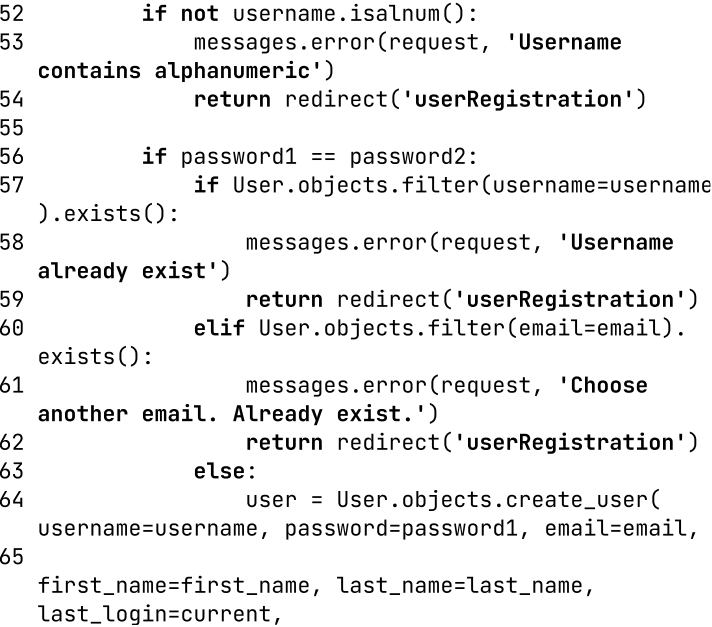 52         if not username.isalnum():
53             messages.error(request, 'Username
contains alphanumeric')
54             return redirect('userRegistration')
55
56         if password1 == password2:
57             if User.objects.filter(username=username
).exists():
58                 messages.error(request, 'Username
already exist')
59                 return redirect('userRegistration')
60             elif User.objects.filter(email=email).
exists():
61                 messages.error(request, 'Choose
another email. Already exist.')
62                 return redirect('userRegistration')
63             else:
64                 user = User.objects.create_user(
username=username, password=password1, email=email,
65
first_name=first_name, last_name=last_name,
last_login=current,